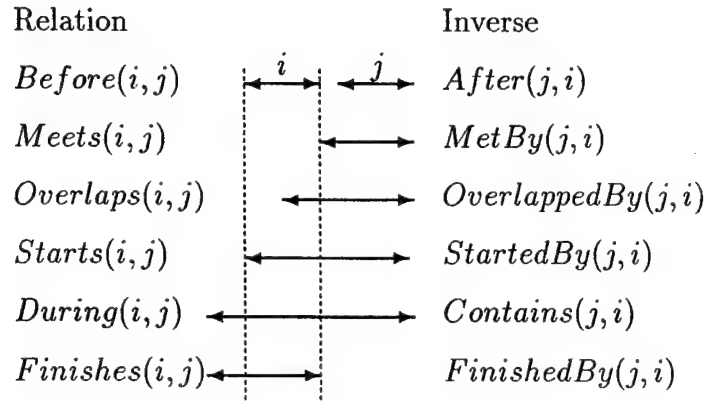 Relation Inverse
Before(i, j) i j After(j, i)
Meets(i, j) MetBy(j, i)
Overlaps(i, j) OverlappedBy(j, i)
Starts(i, j) StartedBy(j, i)
During(i, j) Contains(j, i)
Finishes(i, j) FinishedBy(j, i)